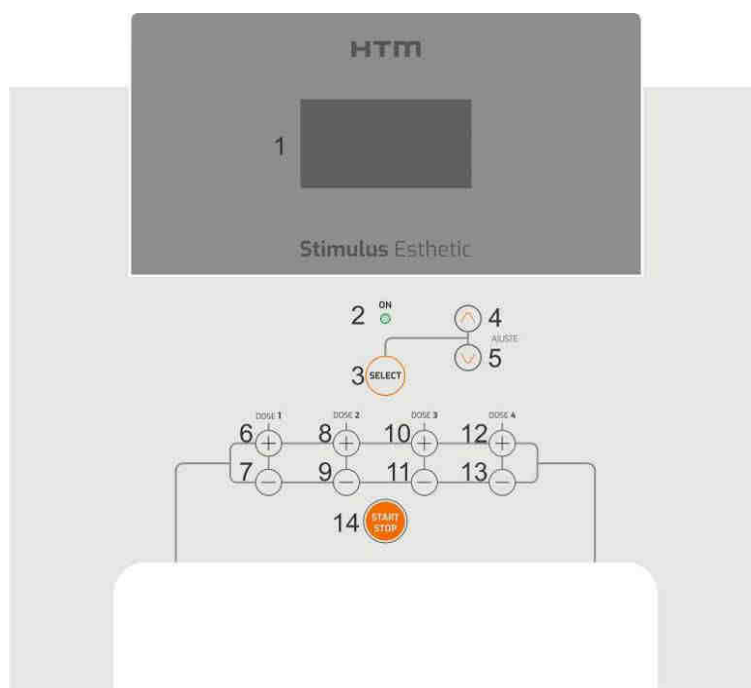 HTM
1
Stimulus Esthetic
ON
2
4
AJUSTE
5
3 SELECT
DOSE 1 DOSE 2 DOSE 3 DOSE 4
6 + 8 + 10 + 12 +
7 - 9 - 11 - 13 -
14 START
STOP